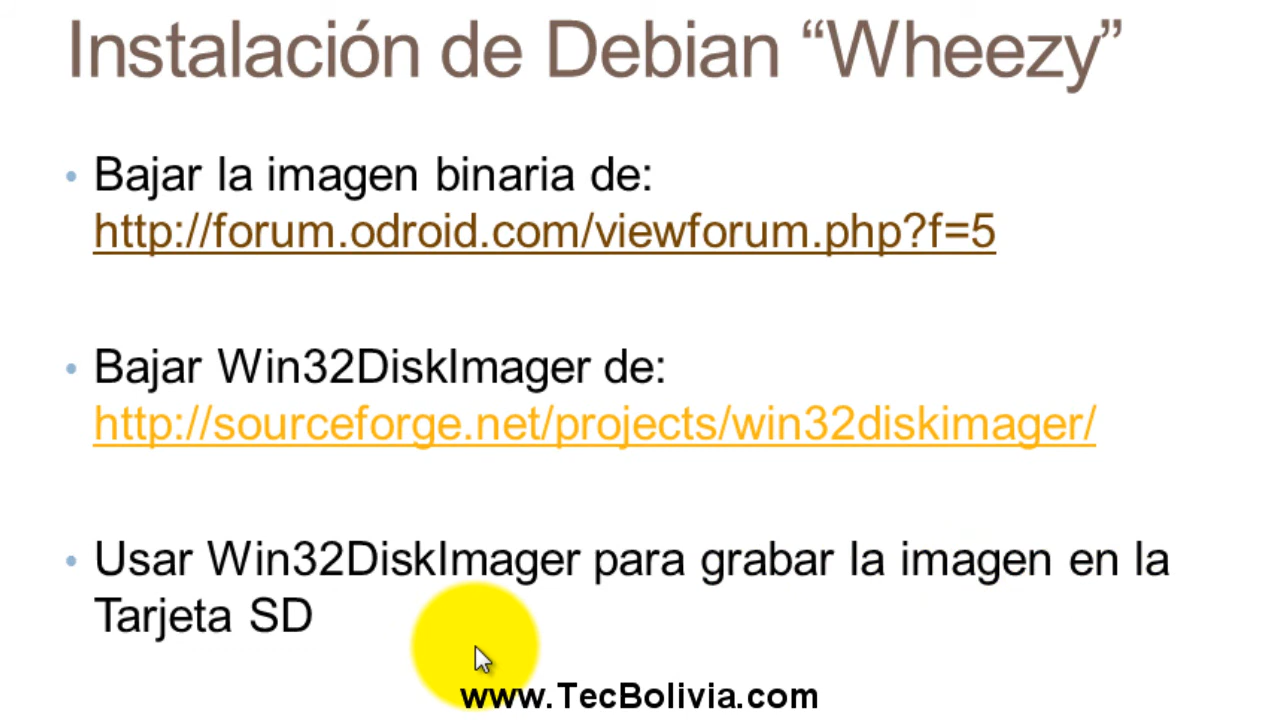 Instalación de Debian “Wheezy”
• Bajar la imagen binaria de:
http://forum.odroid.com/viewforum.php?f=5
• Bajar Win32DiskImager de:
http://sourceforge.net/projects/win32diskimager/
• Usar Win32DiskImager para grabar la imagen en la
Tarjeta SD
www.TecBolivia.com